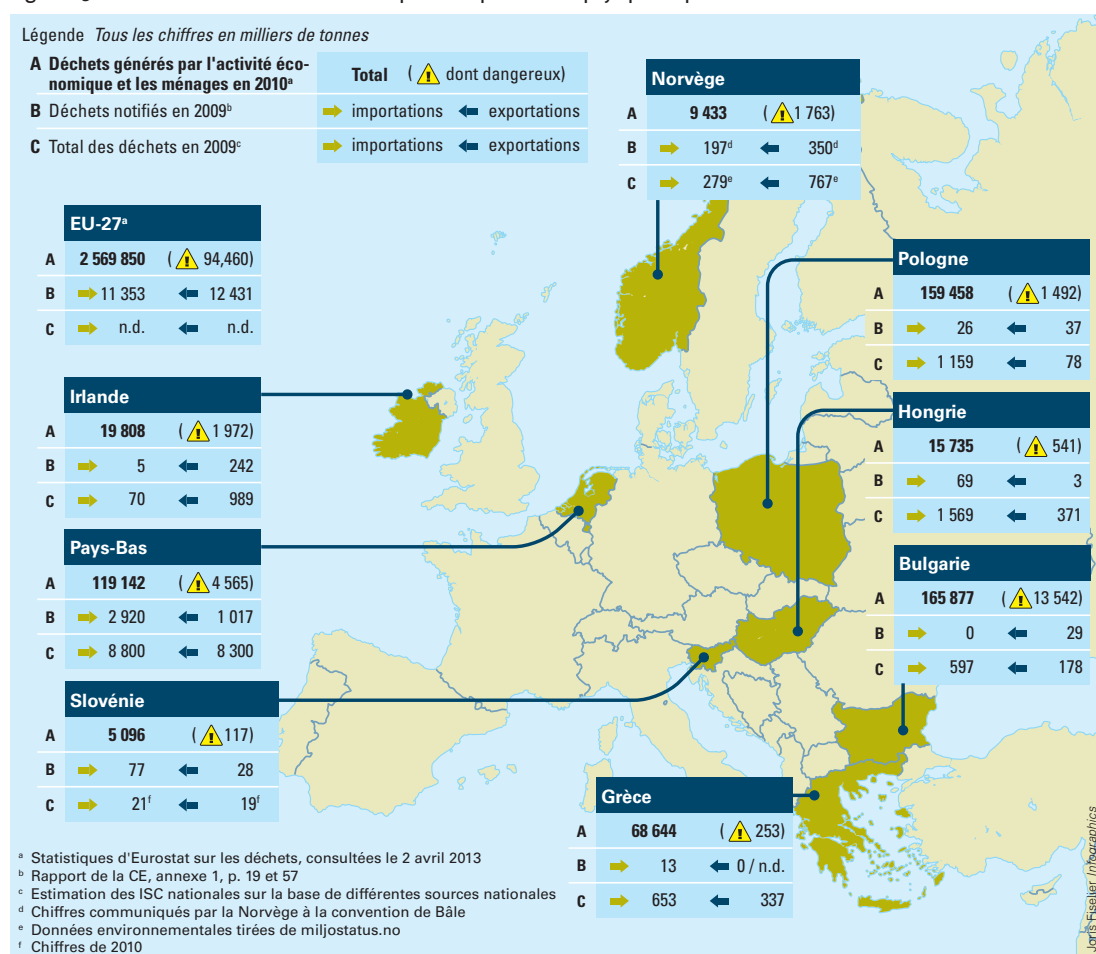 Légende Tous les chiffres en milliers de tonnes
A Déchets générés par l'activité éco-
nomique et les ménages en 2010ᵃ
Total ( dont dangereux)
B Déchets notifiés en 2009ᵇ
importations exportations
C Total des déchets en 2009ᶜ
importations exportations
Norvège
A 9 433 ( 1 763)
B 197ᵈ 350ᵈ
C 279ᵉ 767ᵉ
EU-27ᵃ
A 2 569 850 ( 94,460)
B 11 353 12 431
C n.d. n.d.
Pologne
A 159 458 ( 1 492)
B 26 37
C 1 159 78
Irlande
A 19 808 ( 1 972)
B 5 242
C 70 989
Hongrie
A 15 735 ( 541)
B 69 3
C 1 569 371
Pays-Bas
A 119 142 ( 4 565)
B 2 920 1 017
C 8 800 8 300
Bulgarie
A 165 877 ( 13 542)
B 0 29
C 597 178
Slovénie
A 5 096 ( 117)
B 77 28
C 21ᶠ 19ᶠ
Grèce
A 68 644 ( 253)
B 13 0 / n.d.
C 653 337
ᵃ Statistiques d'Eurostat sur les déchets, consultées le 2 avril 2013
ᵇ Rapport de la CE, annexe 1, p. 19 et 57
ᶜ Estimation des ISC nationales sur la base de différentes sources nationales
ᵈ Chiffres communiqués par la Norvège à la convention de Bâle
ᵉ Données environnementales tirées de miljostatus.no
ᶠ Chiffres de 2010
Joris Fiselier Infographics